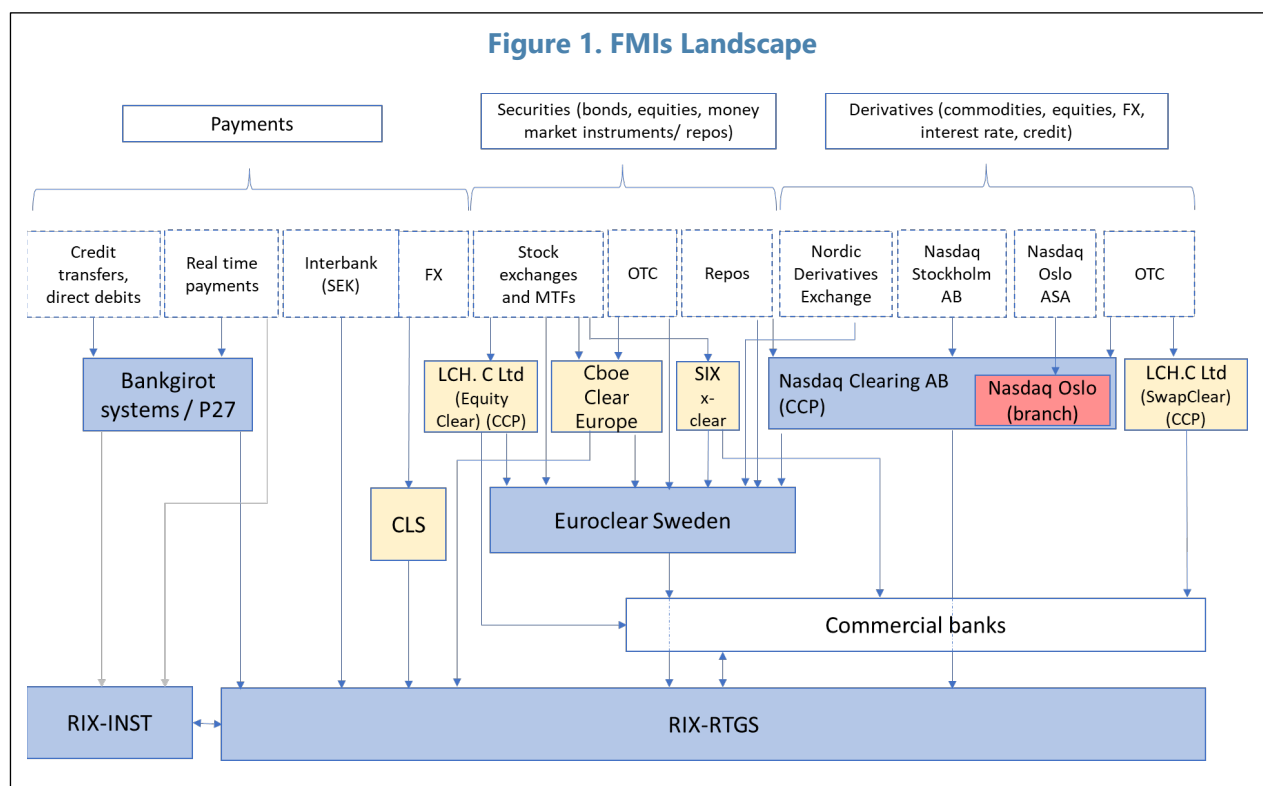 Figure 1. FMIs Landscape
Payments
Securities (bonds, equities, money
market instruments/ repos)
Derivatives (commodities, equities, FX,
interest rate, credit)
Credit
transfers,
direct debits
Real time
payments
Interbank
(SEK)
FX
Stock
exchanges
and MTFs
OTC
Repos
Nordic
Derivatives
Exchange
Nasdaq
Stockholm
AB
Nasdaq
Oslo
ASA
OTC
Bankgirot
systems / P27
LCH. C Ltd
(Equity
Clear) (CCP)
Cboe
Clear
Europe
SIX
x-
clear
Nasdaq Clearing AB
(CCP)
Nasdaq Oslo
(branch)
LCH.C Ltd
(SwapClear)
(CCP)
CLS
Euroclear Sweden
Commercial banks
RIX-INST
RIX-RTGS